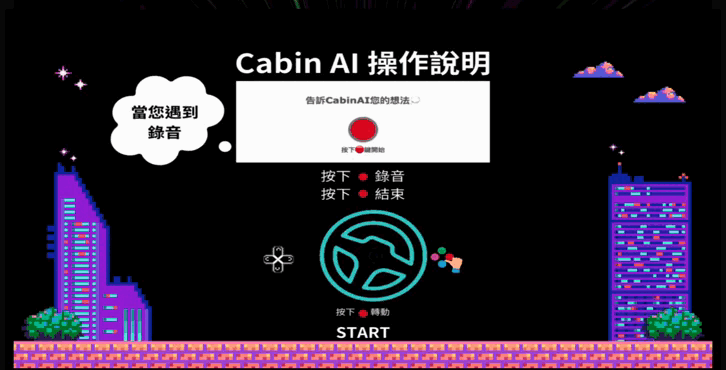 Cabin AI 操作說明
當您遇到
錄音
告訴CabinAI您的想法
按下 鍵開始
按下 錄音
按下 結束
按下 轉動
START